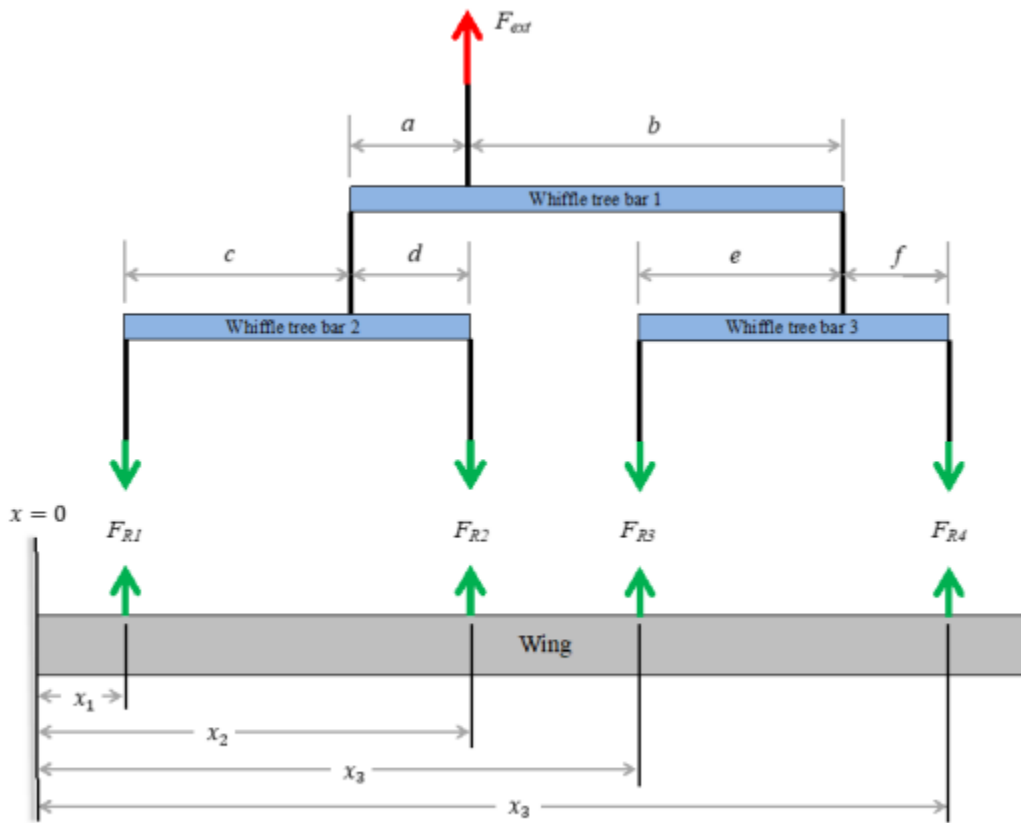 F_ext
a
b
Whiffle tree bar 1
c
d
e
f
Whiffle tree bar 2
Whiffle tree bar 3
x = 0
F_R1
F_R2
F_R3
F_R4
Wing
x_1
x_2
x_3
x_3